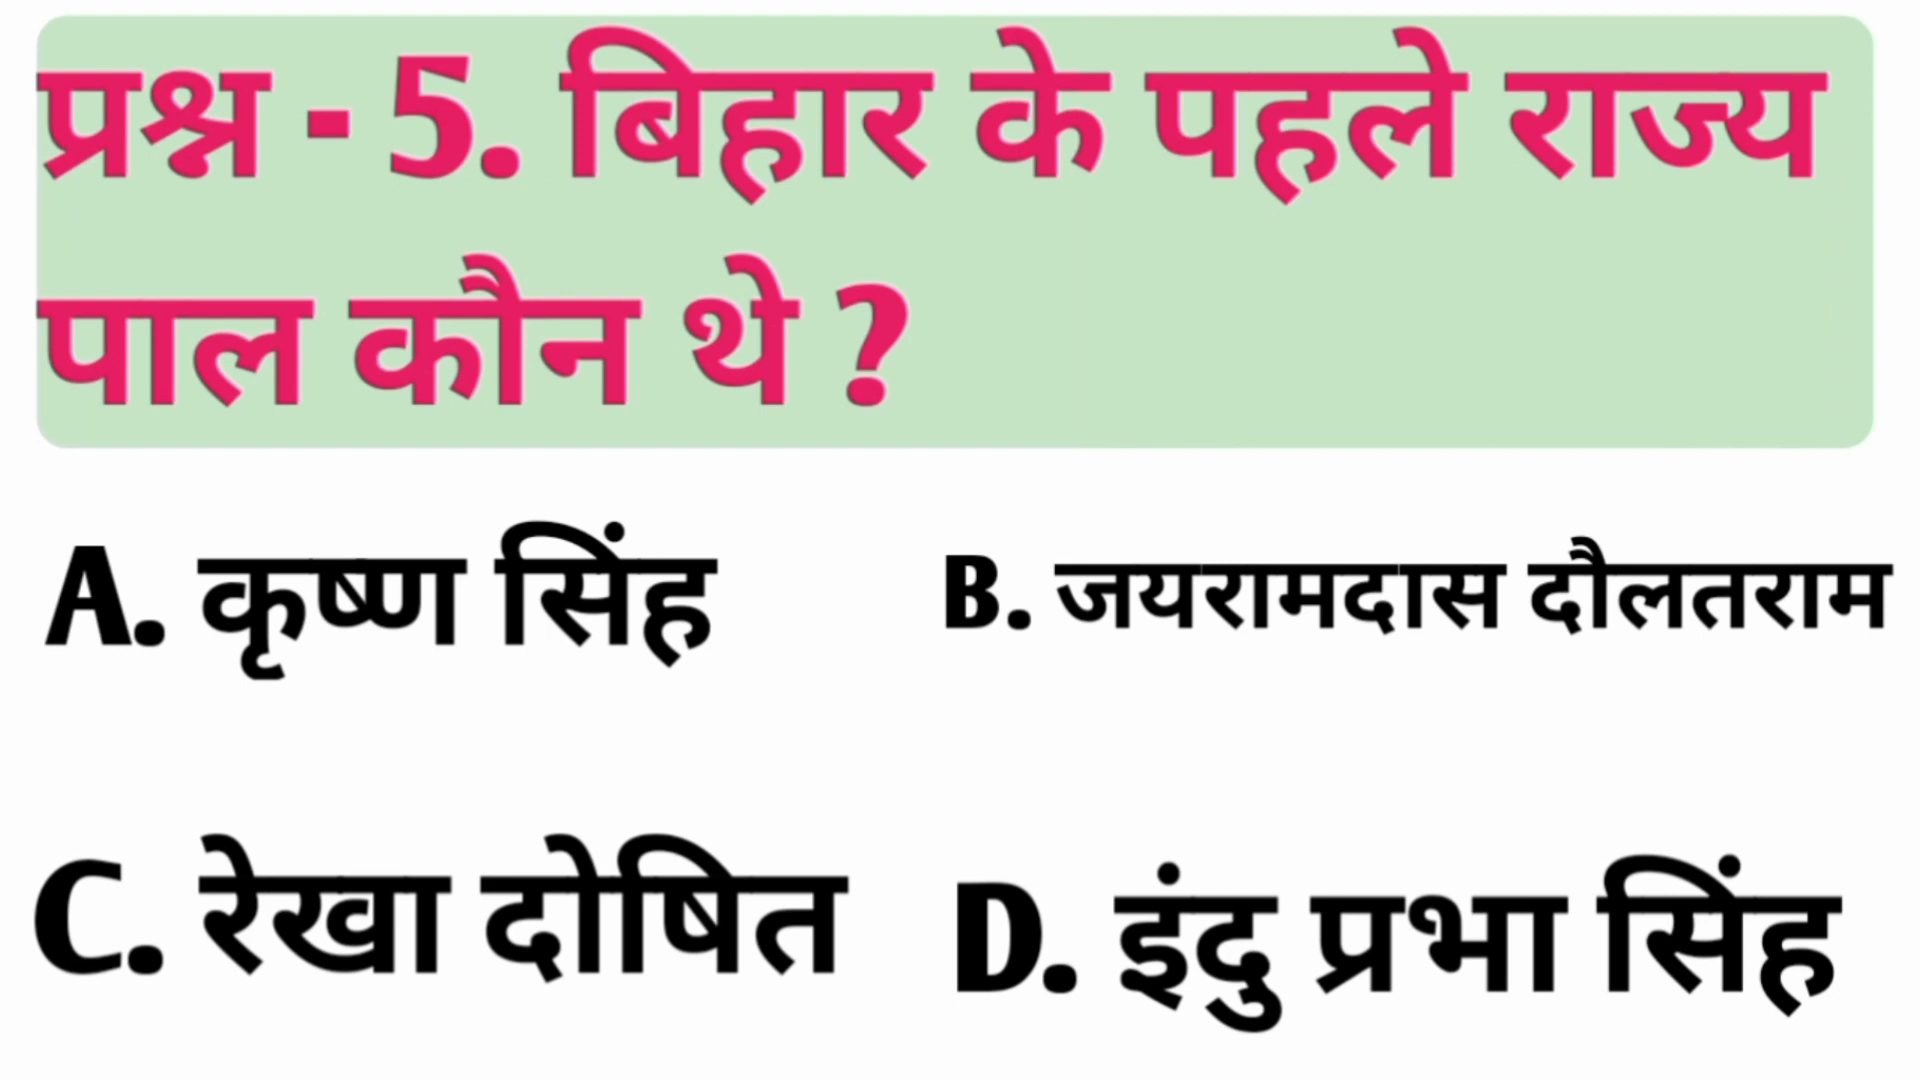 प्रश्न - 5. बिहार के पहले राज्य
पाल कौन थे ?
A. कृष्ण सिंह
B. जयरामदास दौलतराम
C. रेखा दोषित
D. इंदु प्रभा सिंह